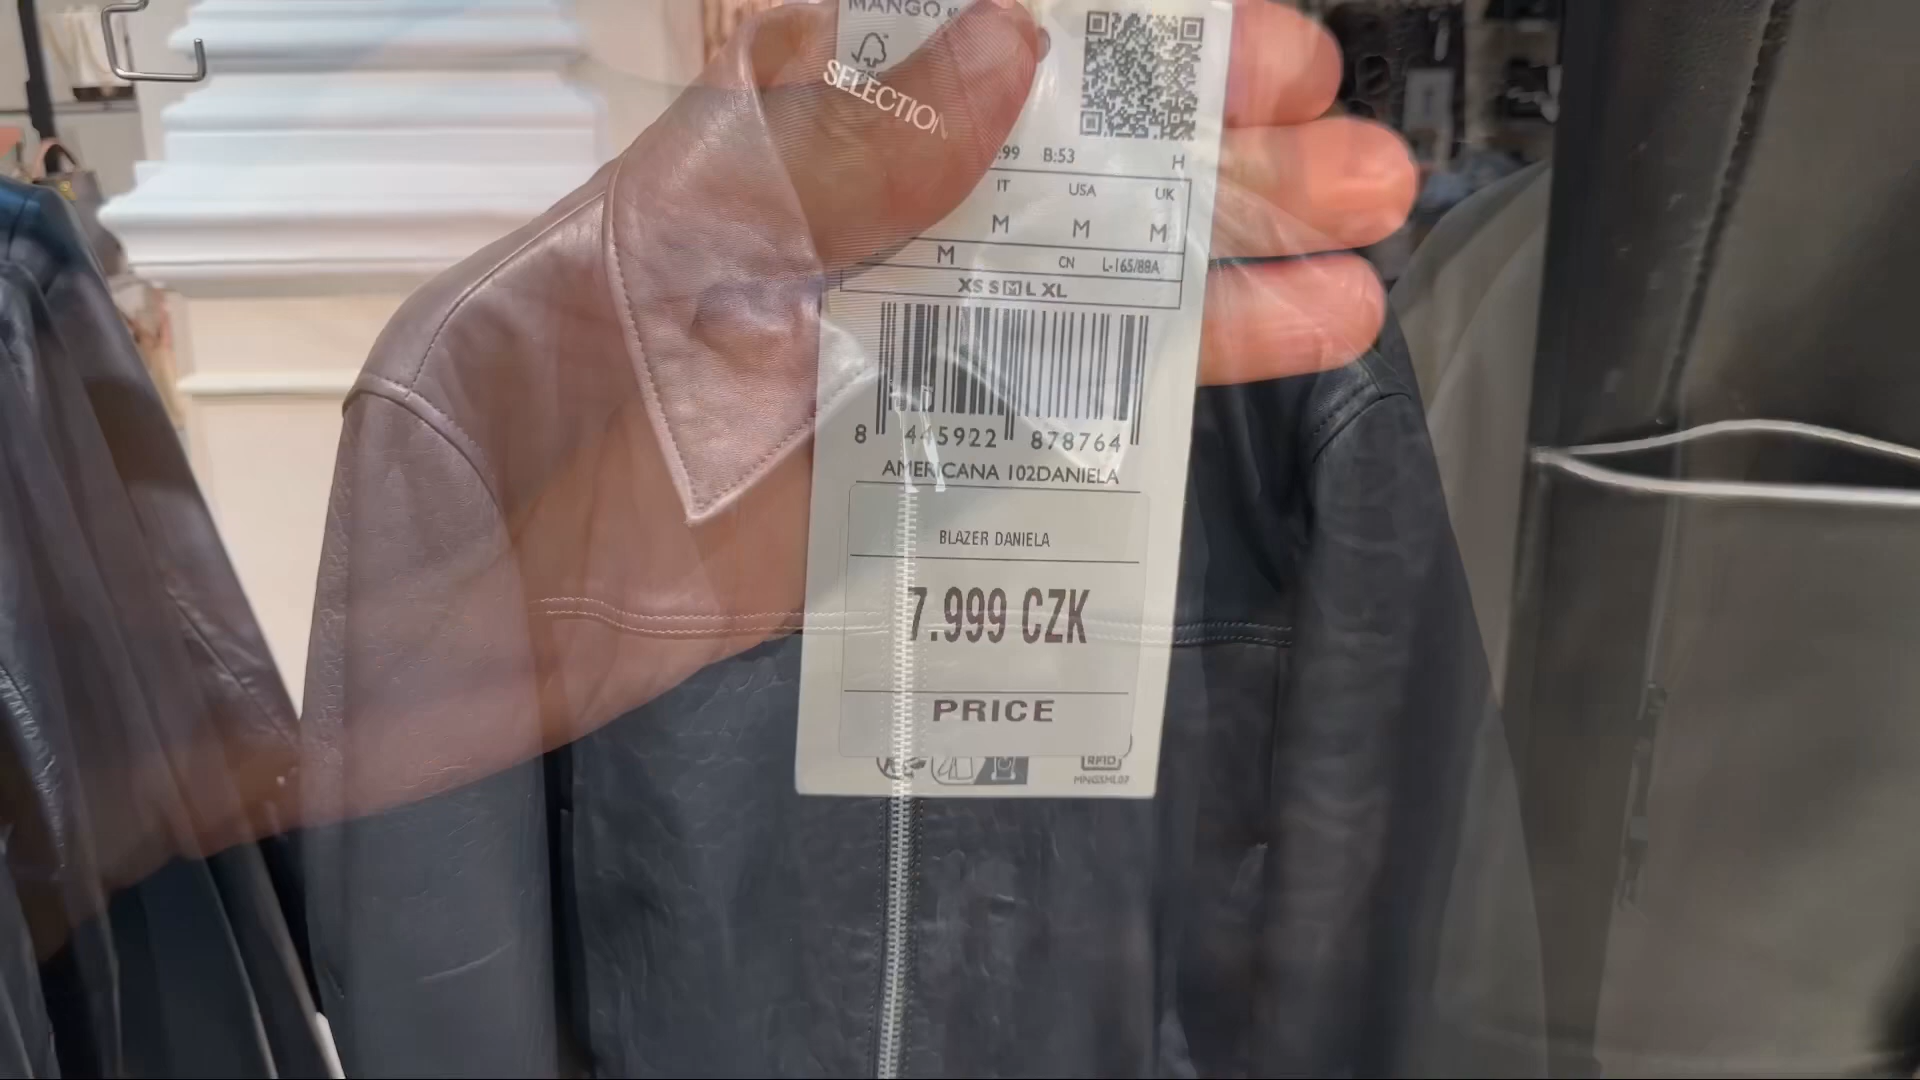 MANGO
SELECTION
:99 B:53 H
IT USA UK
M M M
M CN L-165/88A
XS S M L XL
8 445922 878764
AMERICANA 102DANIELA
BLAZER DANIELA
7.999 CZK
PRICE
RFID
MNGSML07